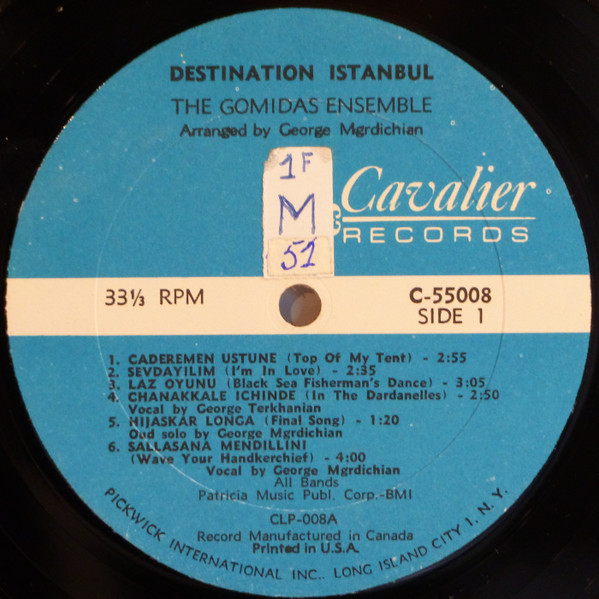 DESTINATION ISTANBUL
THE GOMIDAS ENSEMBLE
Arranged by George Mgrdichian
1F
M
51
Cavalier
RECORDS
33⅓ RPM
C-55008
SIDE 1
1. CADEREMEN USTUNE (Top Of My Tent) - 2:55
2. SEVDAYILIM (I'm In Love) - 2:35
3. LAZ OYUNU (Black Sea Fisherman's Dance) - 3:05
4. CHANAKKALE ICHINDE (In The Dardanelles) - 2:50
Vocal by George Terkhanian
5. HIJASKAR LONGA (Final Song) - 1:20
Oud solo by George Mgrdichian
6. SALLASANA MENDILLINI
(Wave Your Handkerchief) - 4:00
Vocal by George Mgrdichian
All Bands
Patricia Music Publ. Corp.-BMI
CLP-008A
Record Manufactured in Canada
Printed in U.S.A.
PICKWICK INTERNATIONAL INC.. LONG ISLAND CITY 1. N.Y.